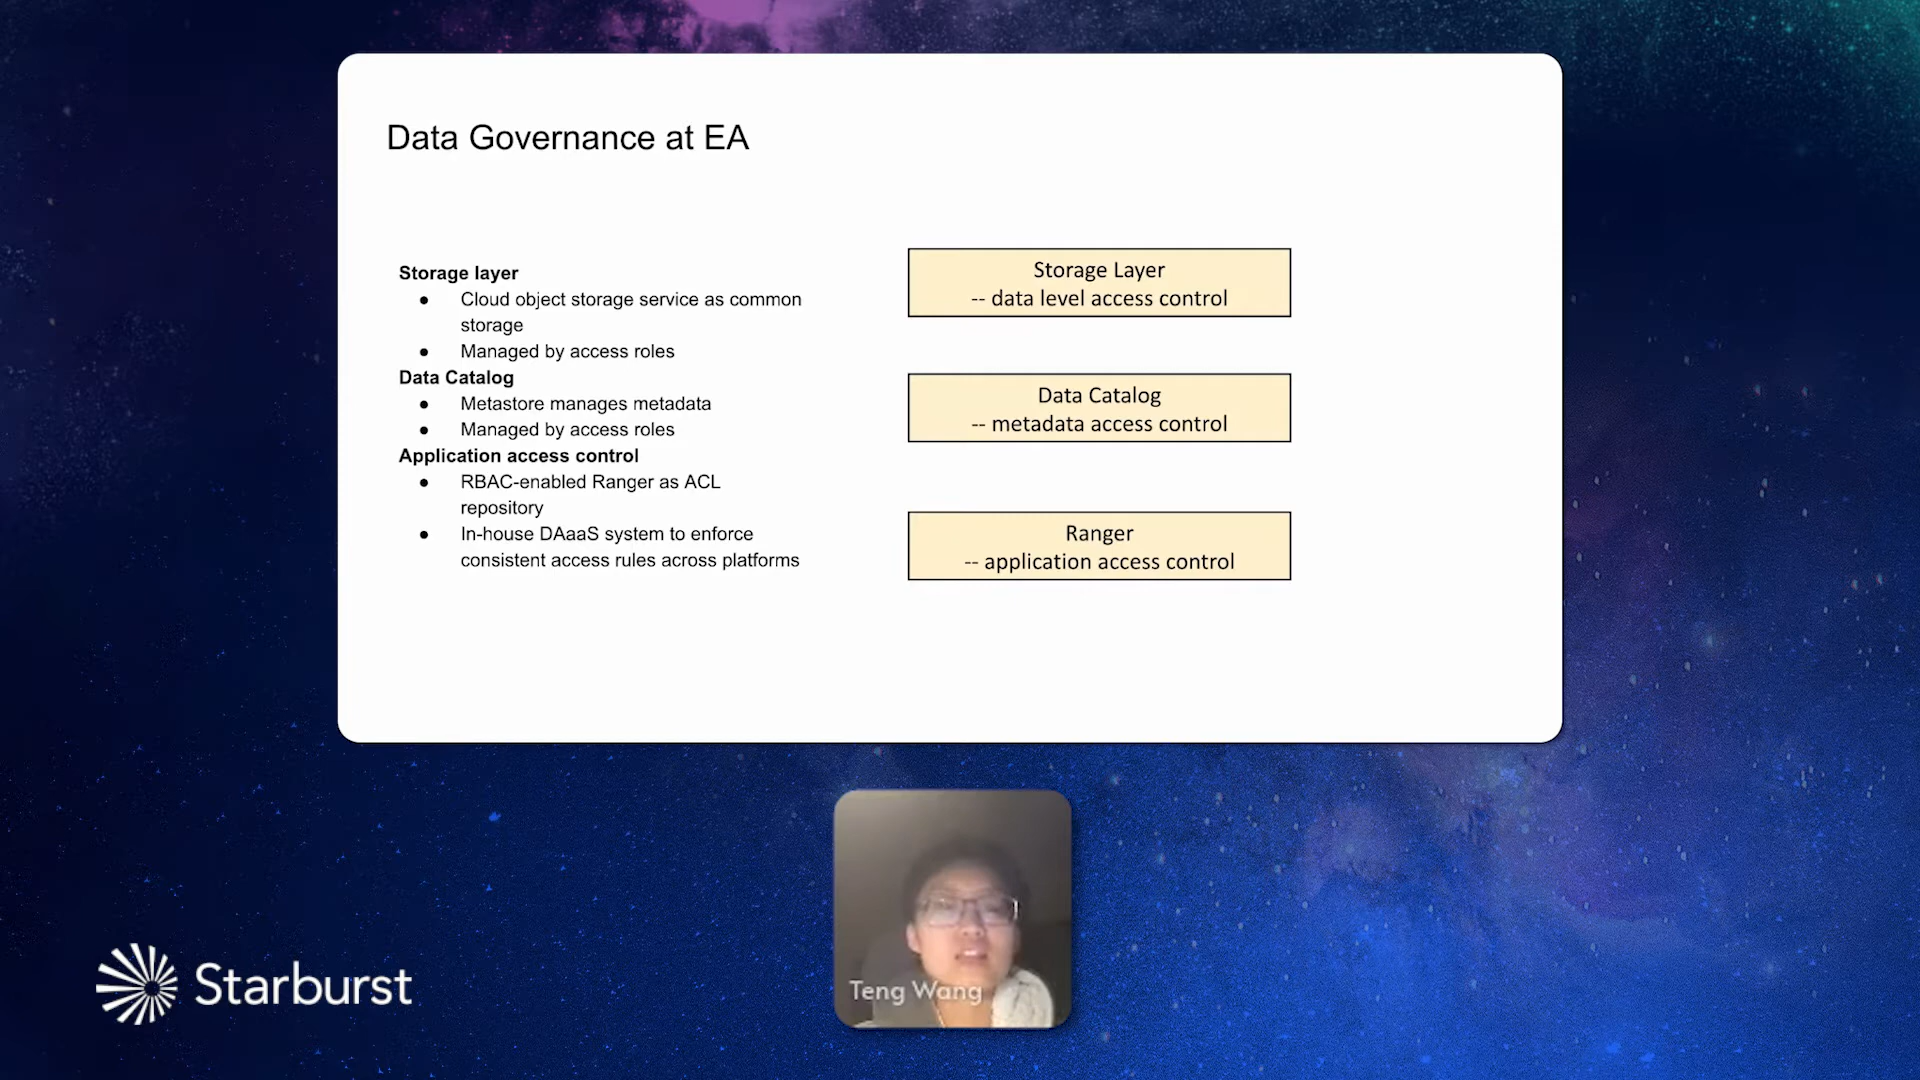 Data Governance at EA
Storage layer
● Cloud object storage service as common
storage
● Managed by access roles
Data Catalog
● Metastore manages metadata
● Managed by access roles
Application access control
● RBAC-enabled Ranger as ACL
repository
● In-house DAaaS system to enforce
consistent access rules across platforms
Storage Layer
-- data level access control
Data Catalog
-- metadata access control
Ranger
-- application access control
Teng Wang
Starburst